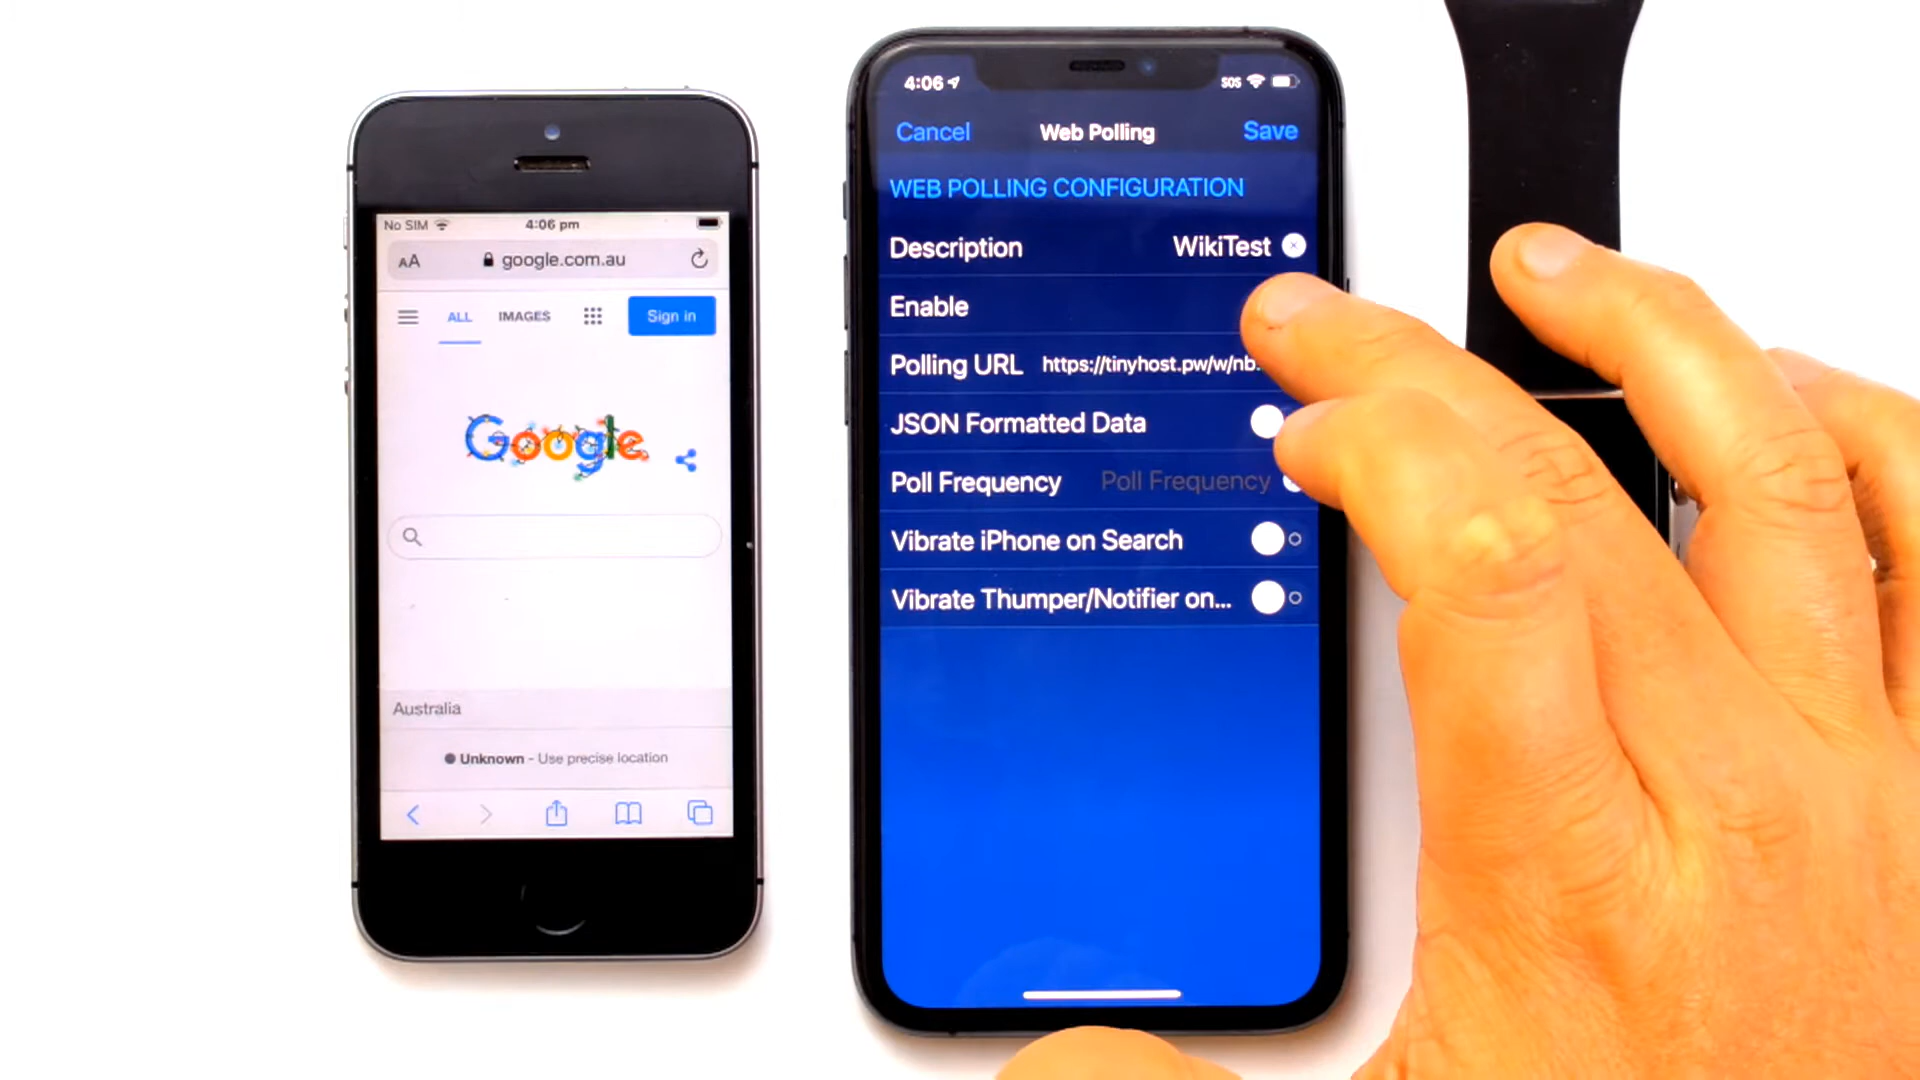 No SIM
4:06 pm
AA
google.com.au
ALL
IMAGES
Sign in
Google
Australia
Unknown - Use precise location
4:06
SOS
Cancel
Web Polling
Save
WEB POLLING CONFIGURATION
Description
WikiTest
Enable
Polling URL
https://tinyhost.pw/w/nb.
JSON Formatted Data
Poll Frequency
Poll Frequency
Vibrate iPhone on Search
Vibrate Thumper/Notifier on...